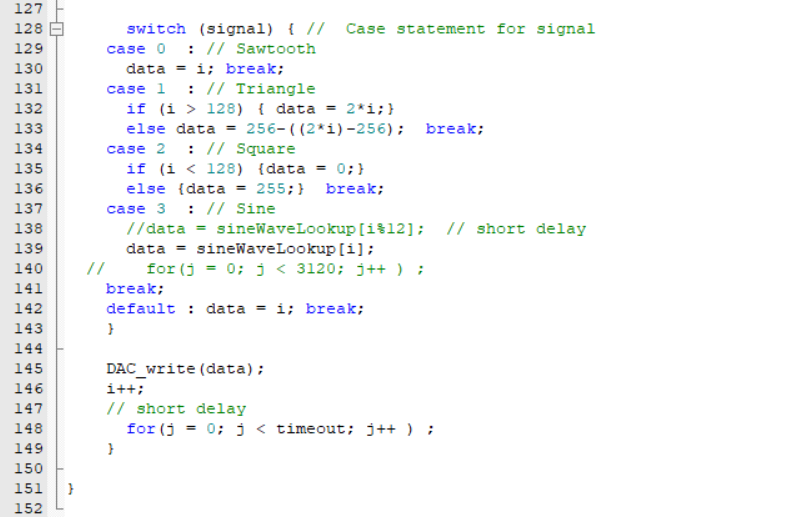 127
128 switch (signal) { //  Case statement for signal
129 case 0  : // Sawtooth
130 data = i; break;
131 case 1  : // Triangle
132 if (i > 128) { data = 2*i;}
133 else data = 256-((2*i)-256);  break;
134 case 2  : // Square
135 if (i < 128) {data = 0;}
136 else {data = 255;}  break;
137 case 3  : // Sine
138 //data = sineWaveLookup[i%12];  // short delay
139 data = sineWaveLookup[i];
140 //    for(j = 0; j < 3120; j++ ) ;
141 break;
142 default : data = i; break;
143 }
144
145 DAC_write(data);
146 i++;
147 // short delay
148 for(j = 0; j < timeout; j++ ) ;
149 }
150
151 }
152